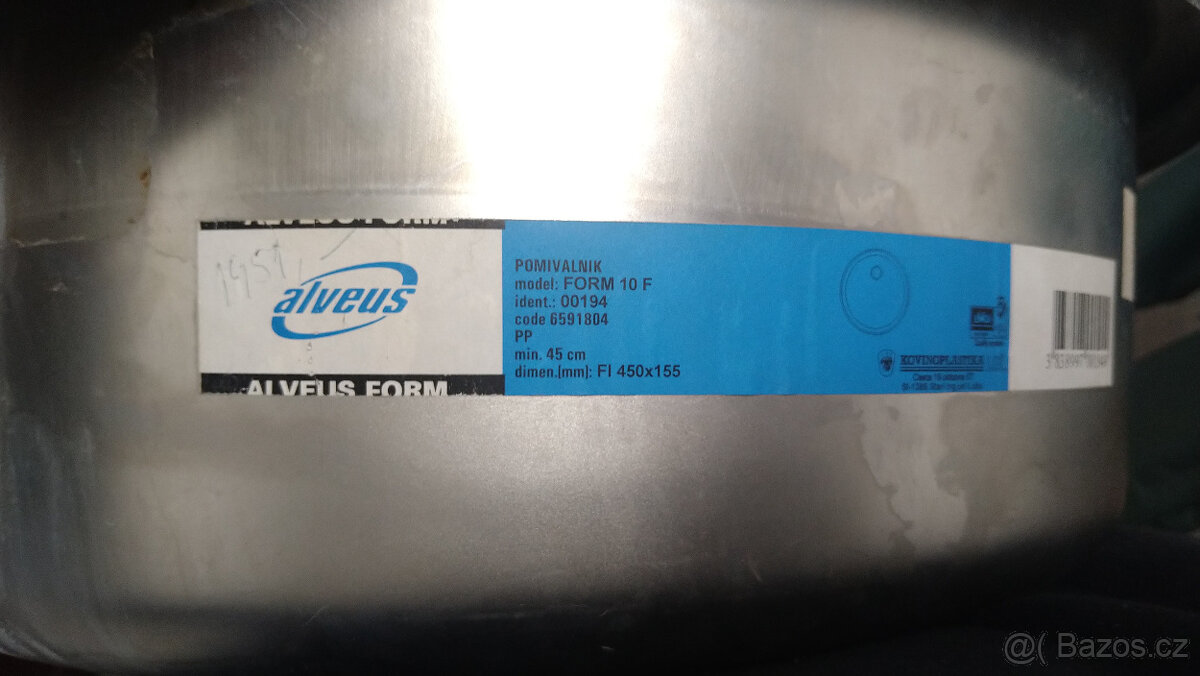 1951,
alveus
ALVEUS FORM
POMIVALNIK
model: FORM 10 F
ident.: 00194
code 6591804
PP
min. 45 cm
dimen.(mm): FI 450x155
KOVINOPLASTIKA
@( Bazos.cz